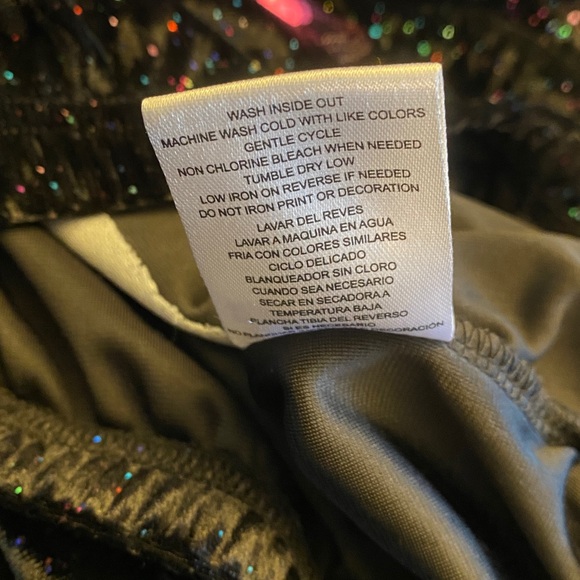 WASH INSIDE OUT
MACHINE WASH COLD WITH LIKE COLORS
GENTLE CYCLE
NON CHLORINE BLEACH WHEN NEEDED
TUMBLE DRY LOW
LOW IRON ON REVERSE IF NEEDED
DO NOT IRON PRINT OR DECORATION
LAVAR DEL REVES
LAVAR A MAQUINA EN AGUA
FRIA CON COLORES SIMILARES
CICLO DELICADO
BLANQUEADOR SIN CLORO
CUANDO SEA NECESARIO
SECAR EN SECADORA A
TEMPERATURA BAJA
PLANCHA TIBIA DEL REVERSO
SI ES NECESARIO
NO DECORACIÓN